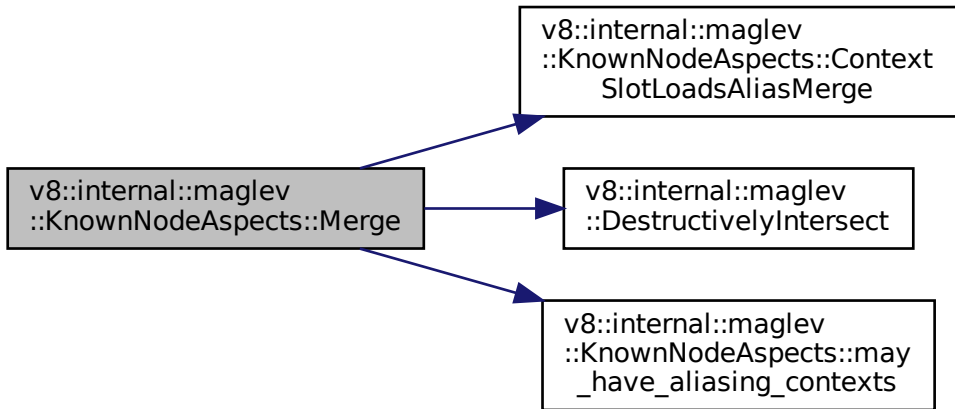 v8::internal::maglev
::KnownNodeAspects::Merge
v8::internal::maglev
::KnownNodeAspects::Context
SlotLoadsAliasMerge
v8::internal::maglev
::DestructivelyIntersect
v8::internal::maglev
::KnownNodeAspects::may
_have_aliasing_contexts